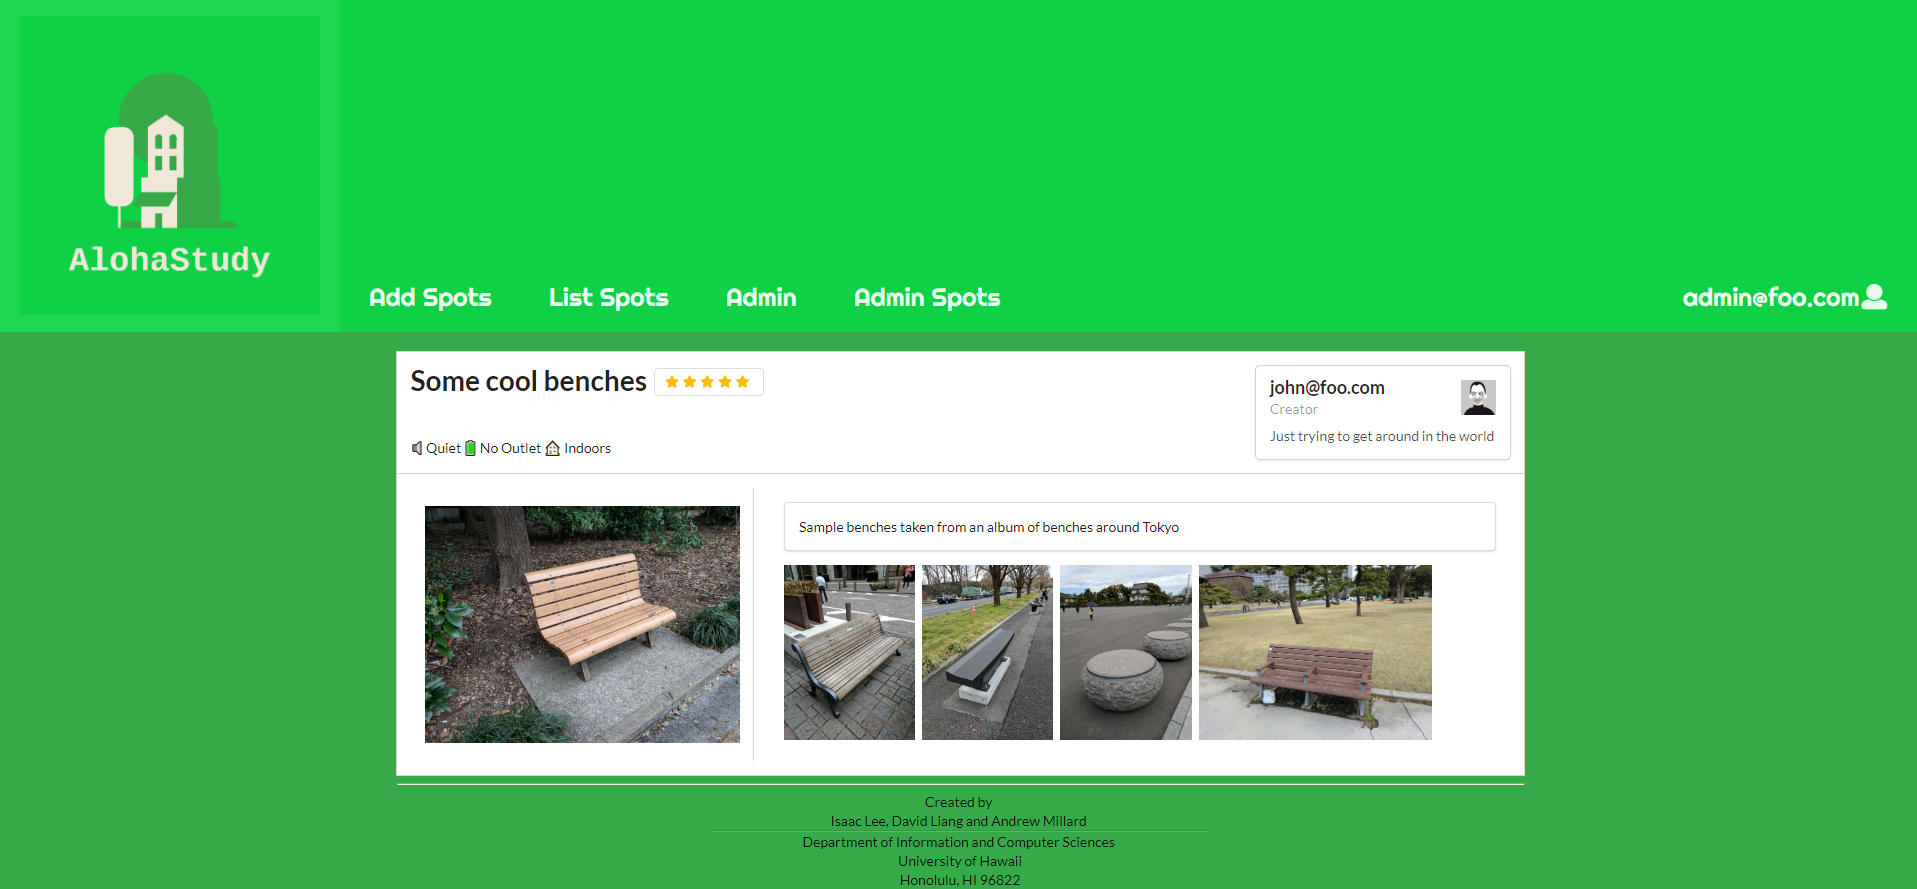 AlohaStudy
Add Spots
List Spots
Admin
Admin Spots
admin@foo.com
Some cool benches
john@foo.com
Creator
Just trying to get around in the world
Quiet
No Outlet
Indoors
Sample benches taken from an album of benches around Tokyo
Created by
Isaac Lee, David Liang and Andrew Millard
Department of Information and Computer Sciences
University of Hawaii
Honolulu, HI 96822